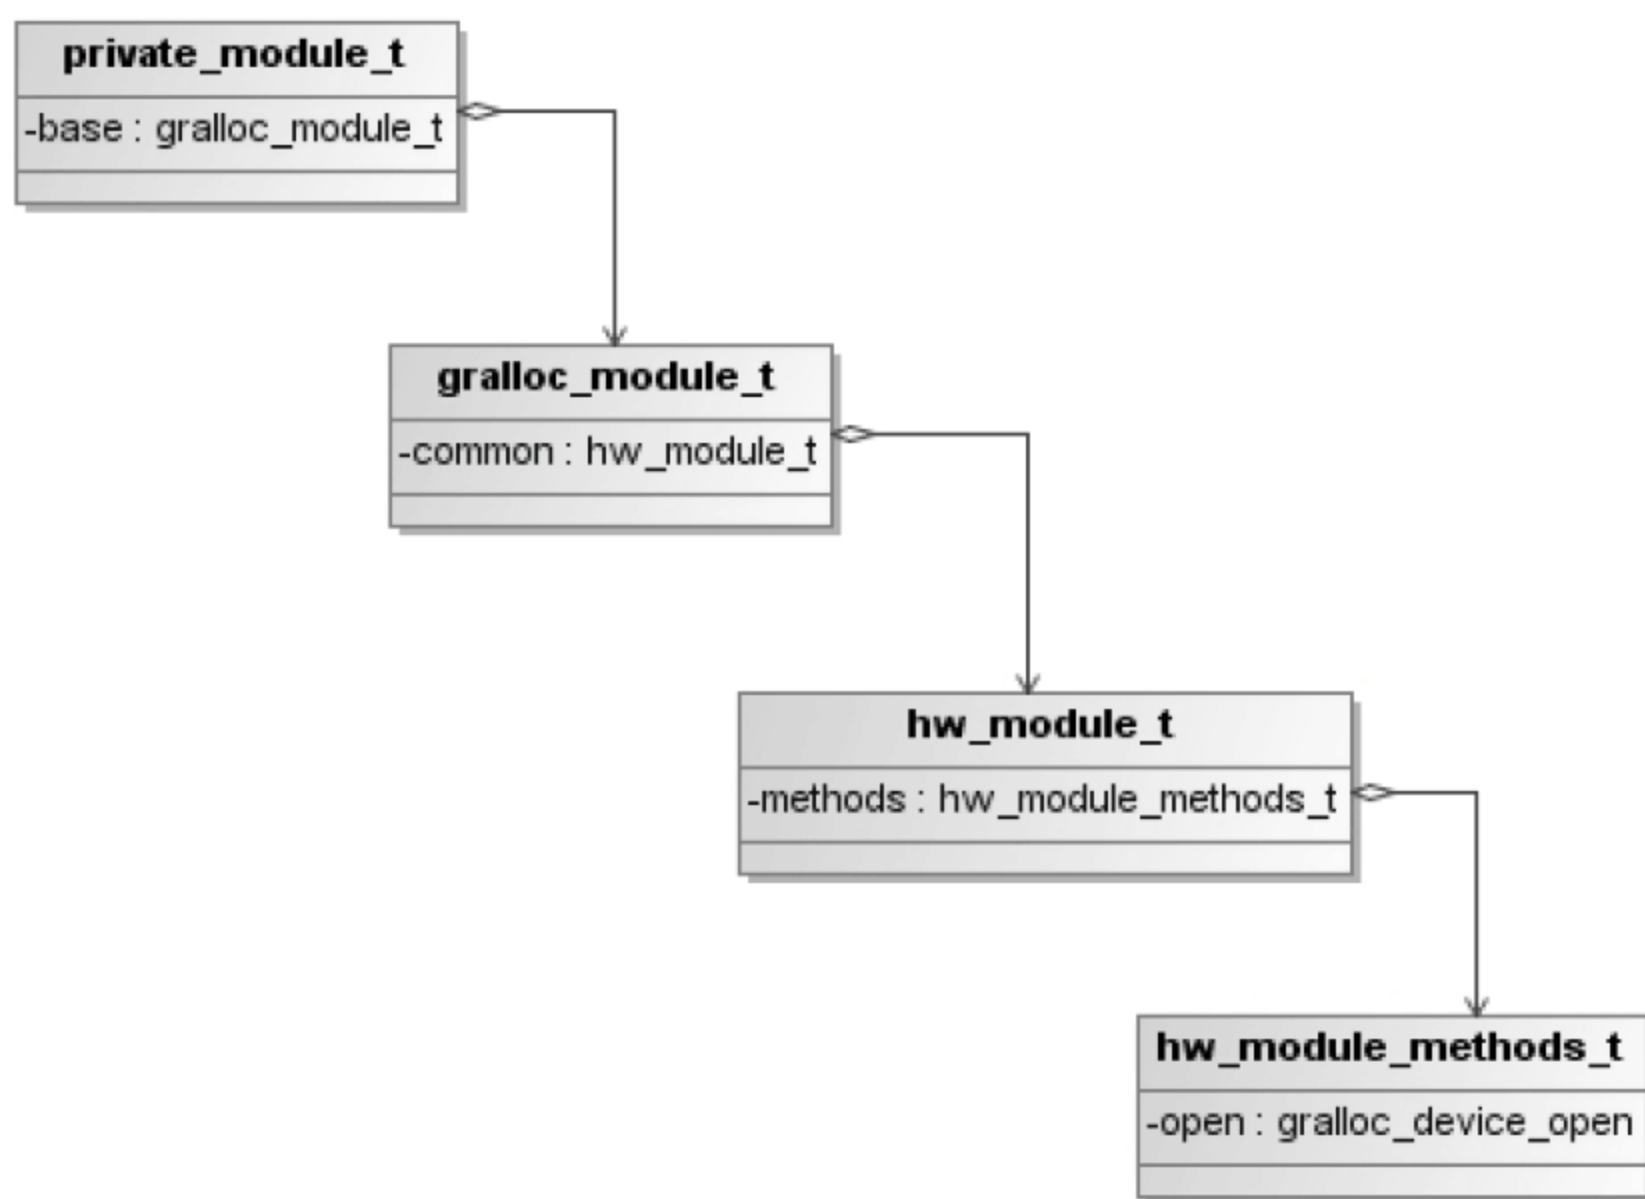 private_module_t
-base : gralloc_module_t
gralloc_module_t
-common : hw_module_t
hw_module_t
-methods : hw_module_methods_t
hw_module_methods_t
-open : gralloc_device_open